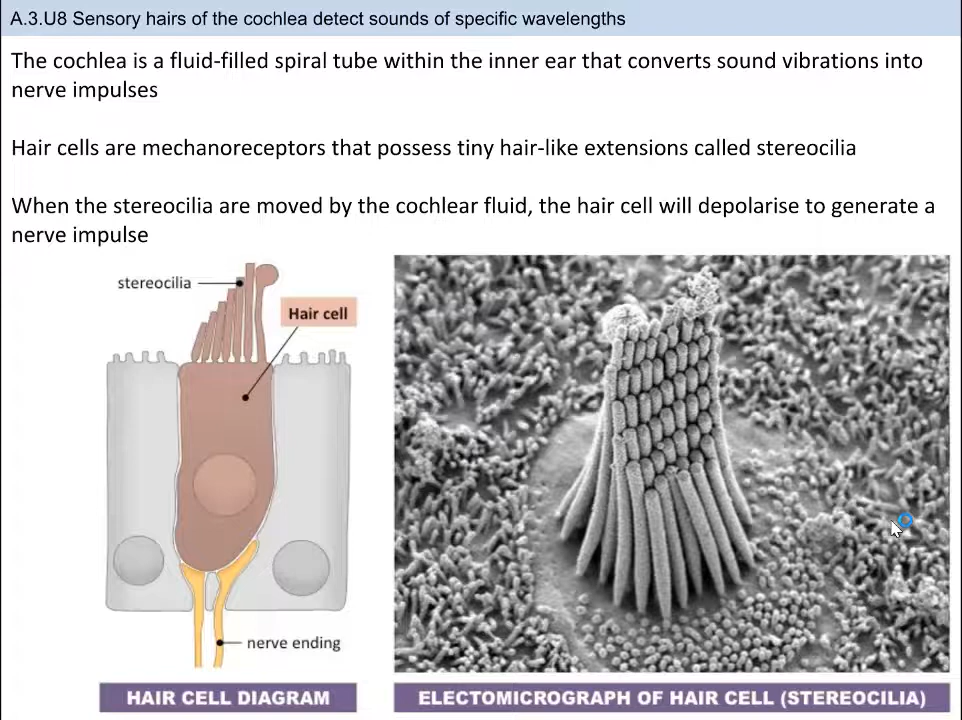 A.3.U8 Sensory hairs of the cochlea detect sounds of specific wavelengths
The cochlea is a fluid-filled spiral tube within the inner ear that converts sound vibrations into
nerve impulses
Hair cells are mechanoreceptors that possess tiny hair-like extensions called stereocilia
When the stereocilia are moved by the cochlear fluid, the hair cell will depolarise to generate a
nerve impulse
stereocilia
Hair cell
nerve ending
HAIR CELL DIAGRAM
ELECTOMICROGRAPH OF HAIR CELL (STEREOCILIA)